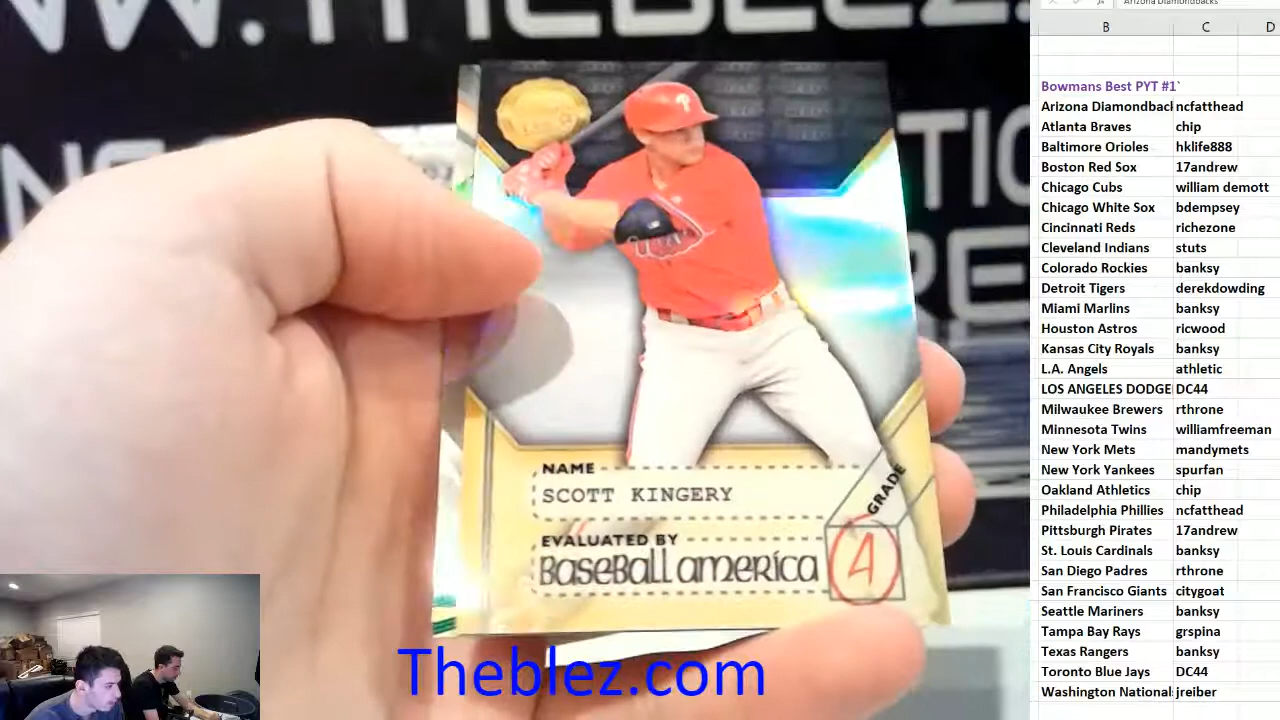 WWW.THEBLEZ.
Arizona Diamondbacks
B C D
Bowmans Best PYT #1`
Arizona Diamondback ncfatthead
Atlanta Braves chip
Baltimore Orioles hklife888
Boston Red Sox 17andrew
Chicago Cubs william demott
Chicago White Sox bdempsey
Cincinnati Reds richezone
Cleveland Indians stuts
Colorado Rockies banksy
Detroit Tigers derekdowding
Miami Marlins banksy
Houston Astros ricwood
Kansas City Royals banksy
L.A. Angels athletic
LOS ANGELES DODGE DC44
Milwaukee Brewers rthrone
Minnesota Twins williamfreeman
New York Mets mandymets
New York Yankees spurfan
Oakland Athletics chip
Philadelphia Phillies ncfatthead
Pittsburgh Pirates 17andrew
St. Louis Cardinals banksy
San Diego Padres rthrone
San Francisco Giants citygoat
Seattle Mariners banksy
Tampa Bay Rays grspina
Texas Rangers banksy
Toronto Blue Jays DC44
Washington Nationals jreiber
P
NAME
SCOTT KINGERY
GRADE
EVALUATED BY
Baseball america
A
Theblez.com